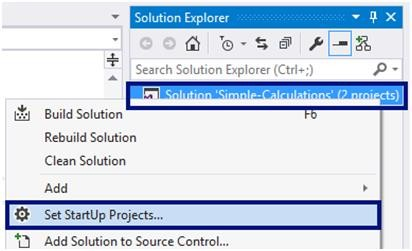 Solution Explorer
Search Solution Explorer (Ctrl+;)
Solution 'Simple-Calculations' (2 projects)
Build Solution F6
Rebuild Solution
Clean Solution
Add
Set StartUp Projects...
Add Solution to Source Control...